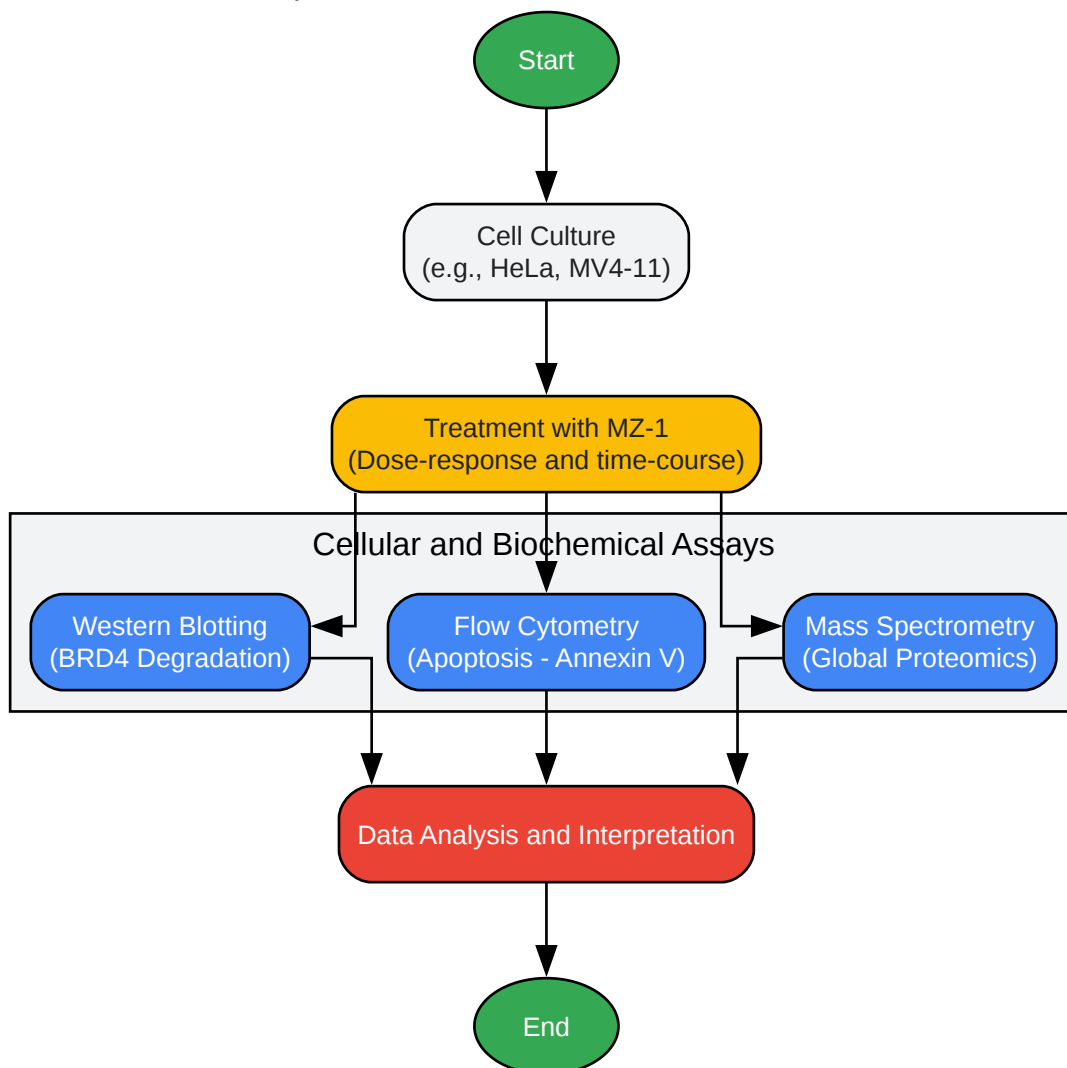 Start
Cell Culture
(e.g., HeLa, MV4-11)
Treatment with MZ-1
(Dose-response and time-course)
Cellular and Biochemical Assays
Western Blotting
(BRD4 Degradation)
Flow Cytometry
(Apoptosis - Annexin V)
Mass Spectrometry
(Global Proteomics)
Data Analysis and Interpretation
End